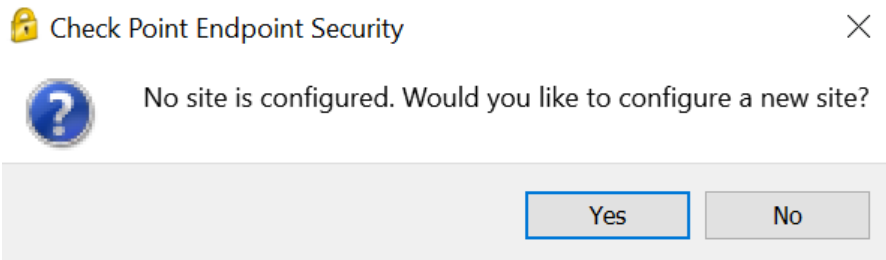 Check Point Endpoint Security
No site is configured. Would you like to configure a new site?
Yes
No